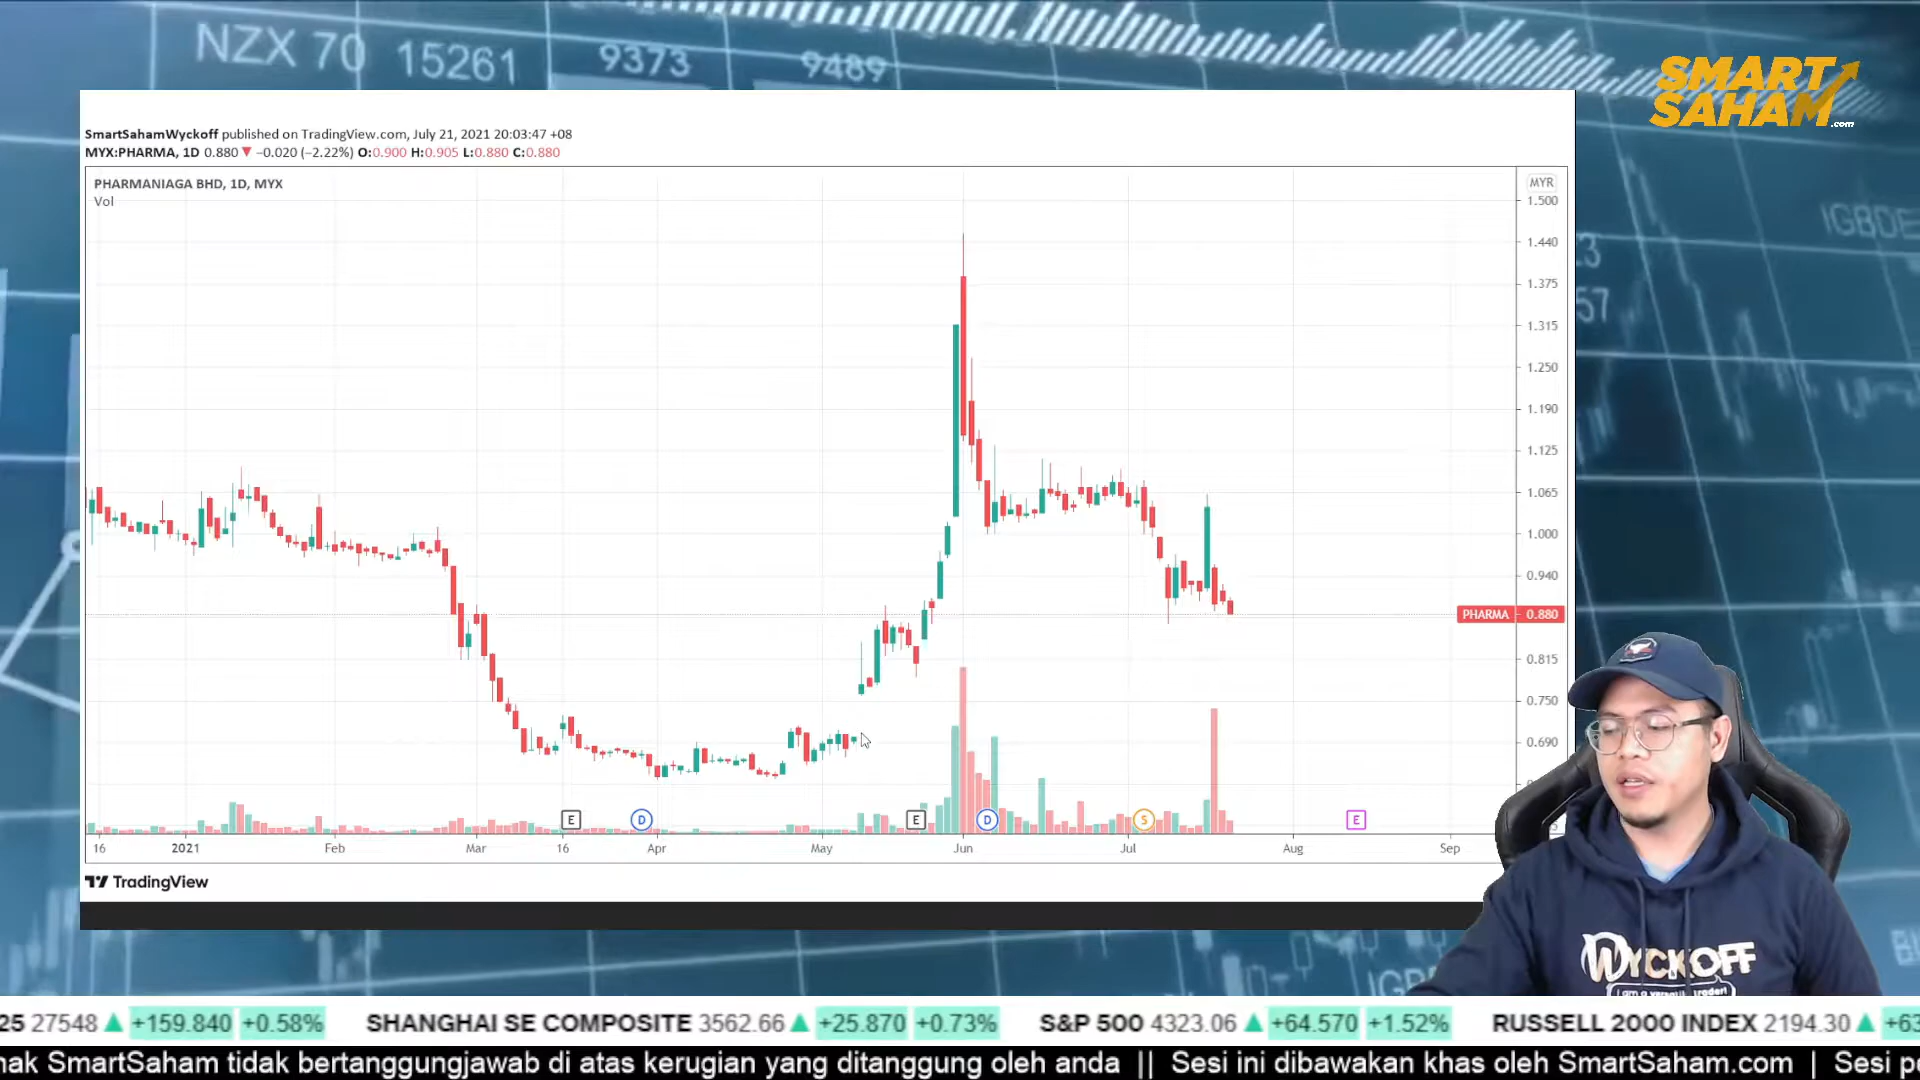 NZX 70 15261 9373 9489
SMART
SAHAM
.com
SmartSahamWyckoff published on TradingView.com, July 21, 2021 20:03:47 +08
MYX:PHARMA, 1D 0.880 ▼ −0.020 (−2.22%) O:0.900 H:0.905 L:0.880 C:0.880
PHARMANIAGA BHD, 1D, MYX
Vol
MYR
1.500
1.440
1.375
1.315
1.250
1.190
1.125
1.065
1.000
0.940
PHARMA 0.880
0.815
0.750
0.690
E D E D S E
16 2021 Feb Mar 16 Apr May Jun Jul Aug Sep
TradingView
WYCKOFF
I am a versatile trader!
25 27548 ▲ +159.840 +0.58% SHANGHAI SE COMPOSITE 3562.66 ▲ +25.870 +0.73% S&P 500 4323.06 ▲ +64.570 +1.52% RUSSELL 2000 INDEX 2194.30 ▲ +63
nak SmartSaham tidak bertanggungjawab di atas kerugian yang ditanggung oleh anda || Sesi ini dibawakan khas oleh SmartSaham.com | Sesi pe